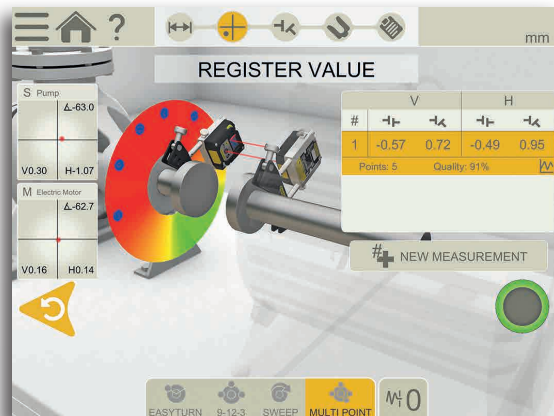 ?
mm
REGISTER VALUE
S Pump
∠-63.0
V0.30 H-1.07
M Electric Motor
∠-62.7
V0.16 H0.14
V H
#
1 -0.57 0.72 -0.49 0.95
Points: 5 Quality: 91%
# NEW MEASUREMENT
EASYTURN 9-12-3 SWEEP MULTI POINT
0